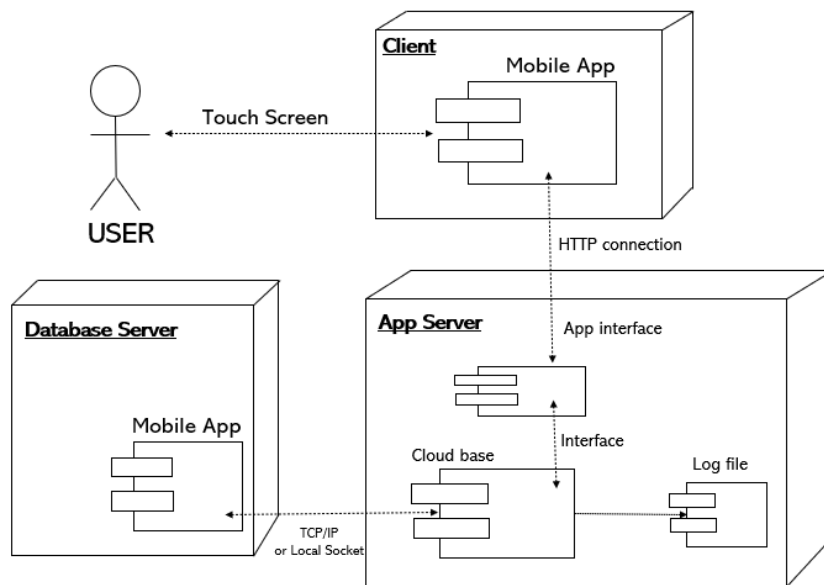 Client
Mobile App
Touch Screen
USER
HTTP connection
Database Server
App Server
App interface
Mobile App
Interface
Cloud base
Log file
TCP/IP
or Local Socket